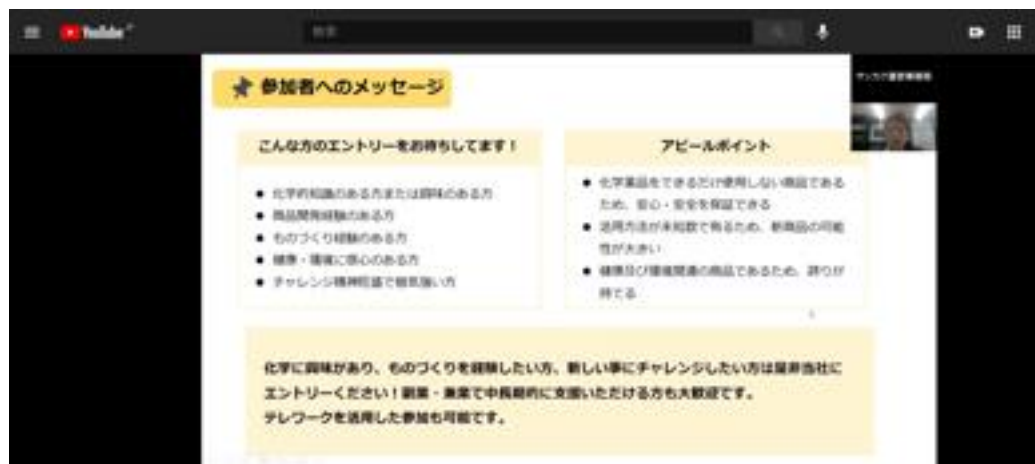 YouTube
検索
参加者へのメッセージ
こんな方のエントリーをお待ちしてます！
● 化学的知識のある方または興味のある方
● 商品開発経験のある方
● ものづくり経験のある方
● 健康・環境に関心のある方
● チャレンジ精神旺盛で根気強い方
アピールポイント
● 化学薬品をできるだけ使用しない商品である
ため、安心・安全を保証できる
● 活用方法が未知数で有るため、新商品の可能
性が大きい
● 健康及び環境関連の商品であるため、誇りが
持てる
化学に興味があり、ものづくりを経験したい方、新しい事にチャレンジしたい方は是非当社に
エントリーください！副業・兼業で中長期的に支援いただける方も大歓迎です。
テレワークを活用した参加も可能です。